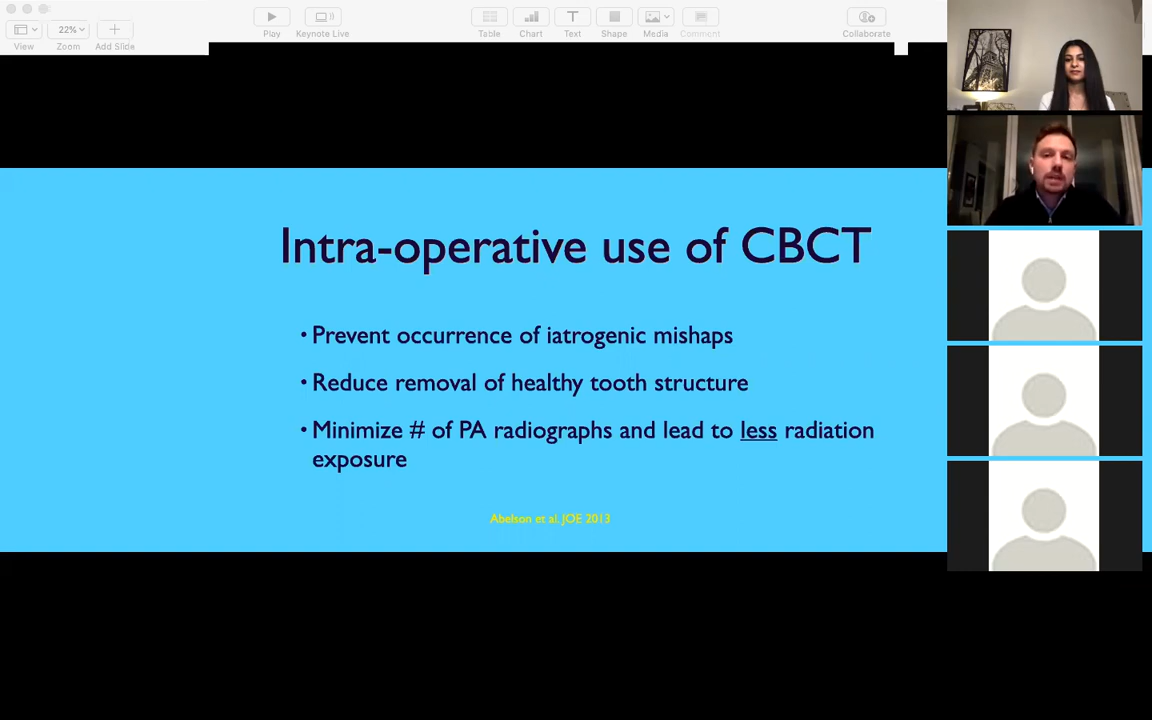 22%
View
Zoom
Add Slide
Play
Keynote Live
Table
Chart
Text
Shape
Media
Comment
Collaborate
Intra-operative use of CBCT
• Prevent occurrence of iatrogenic mishaps
• Reduce removal of healthy tooth structure
• Minimize # of PA radiographs and lead to less radiation
exposure
Abelson et al. JOE 2013